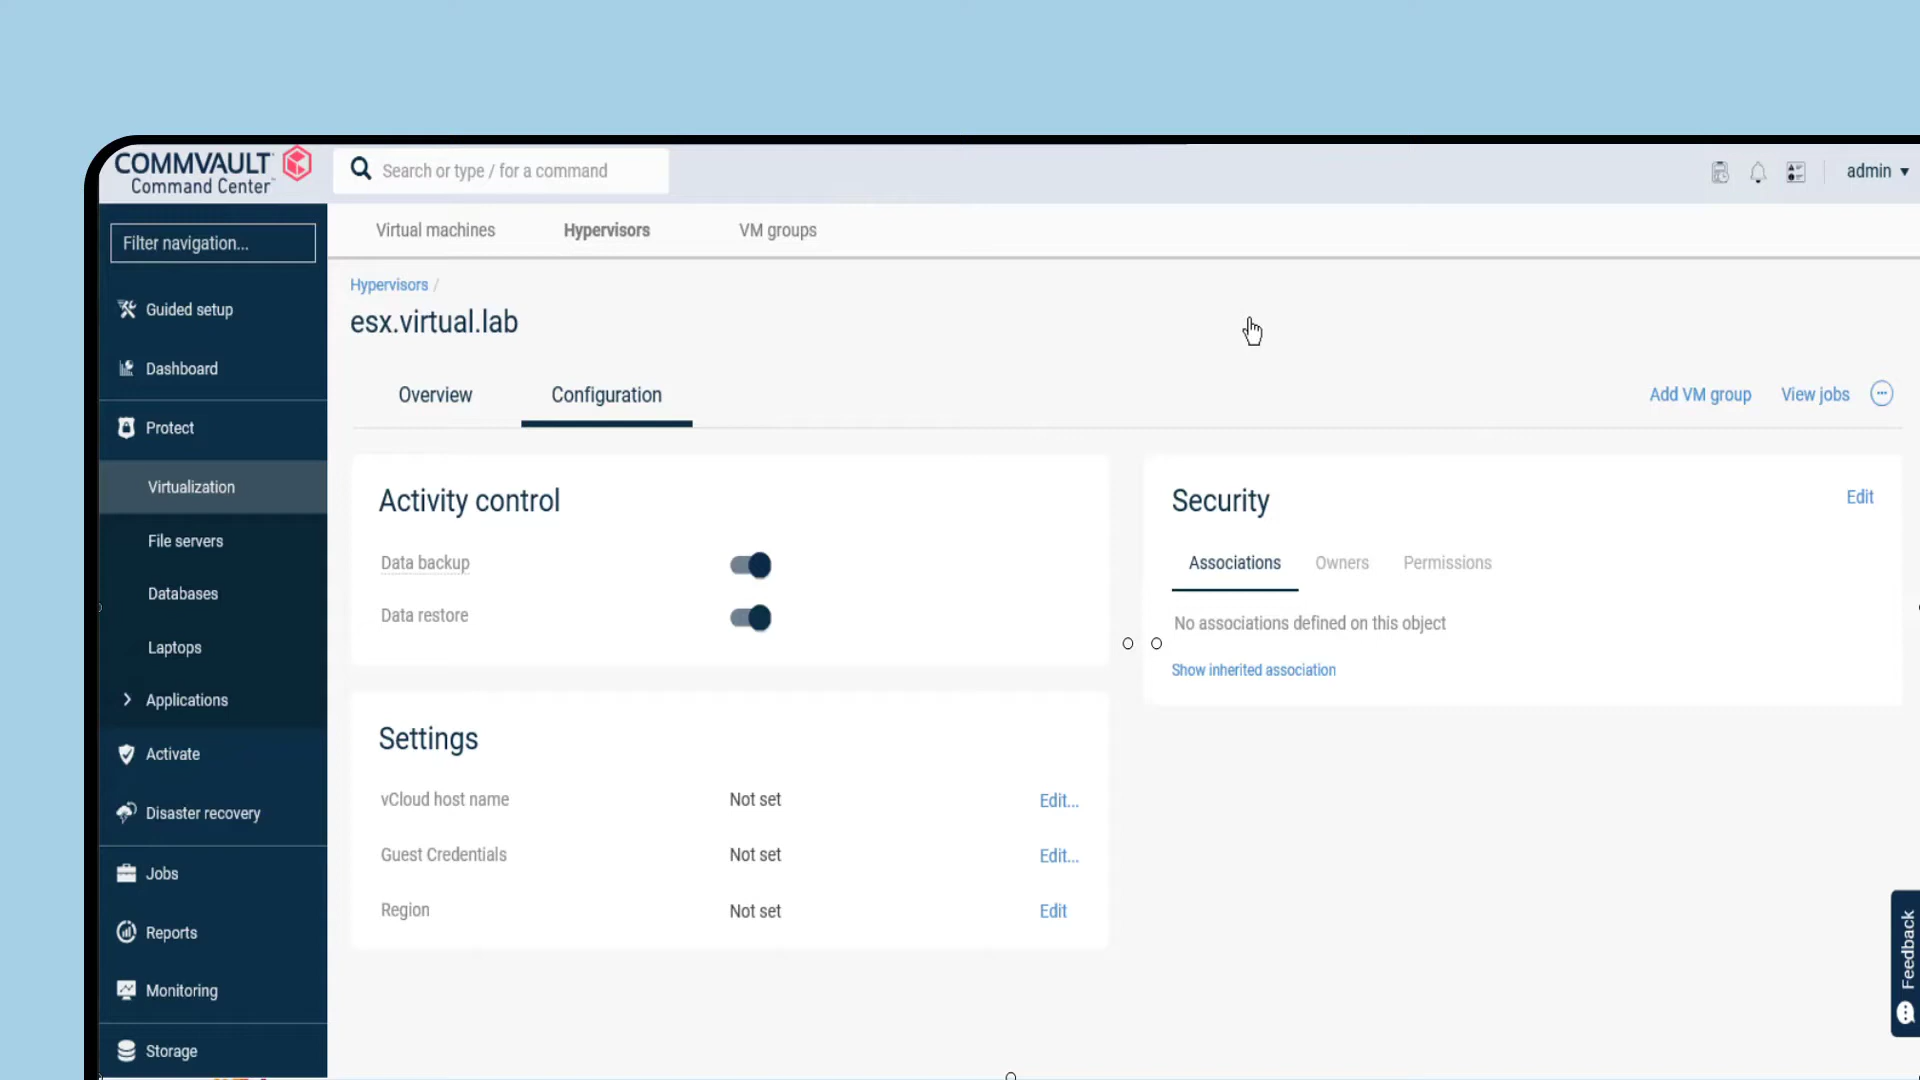 COMMVAULT
Command Center™
Search or type / for a command
admin
Filter navigation...
Guided setup
Dashboard
Protect
Virtualization
File servers
Databases
Laptops
Applications
Activate
Disaster recovery
Jobs
Reports
Monitoring
Storage
Virtual machines
Hypervisors
VM groups
Hypervisors /
esx.virtual.lab
Overview
Configuration
Add VM group
View jobs
Activity control
Data backup
Data restore
Settings
vCloud host name Not set Edit...
Guest Credentials Not set Edit...
Region Not set Edit
Security
Edit
Associations
Owners
Permissions
No associations defined on this object
Show inherited association
Feedback